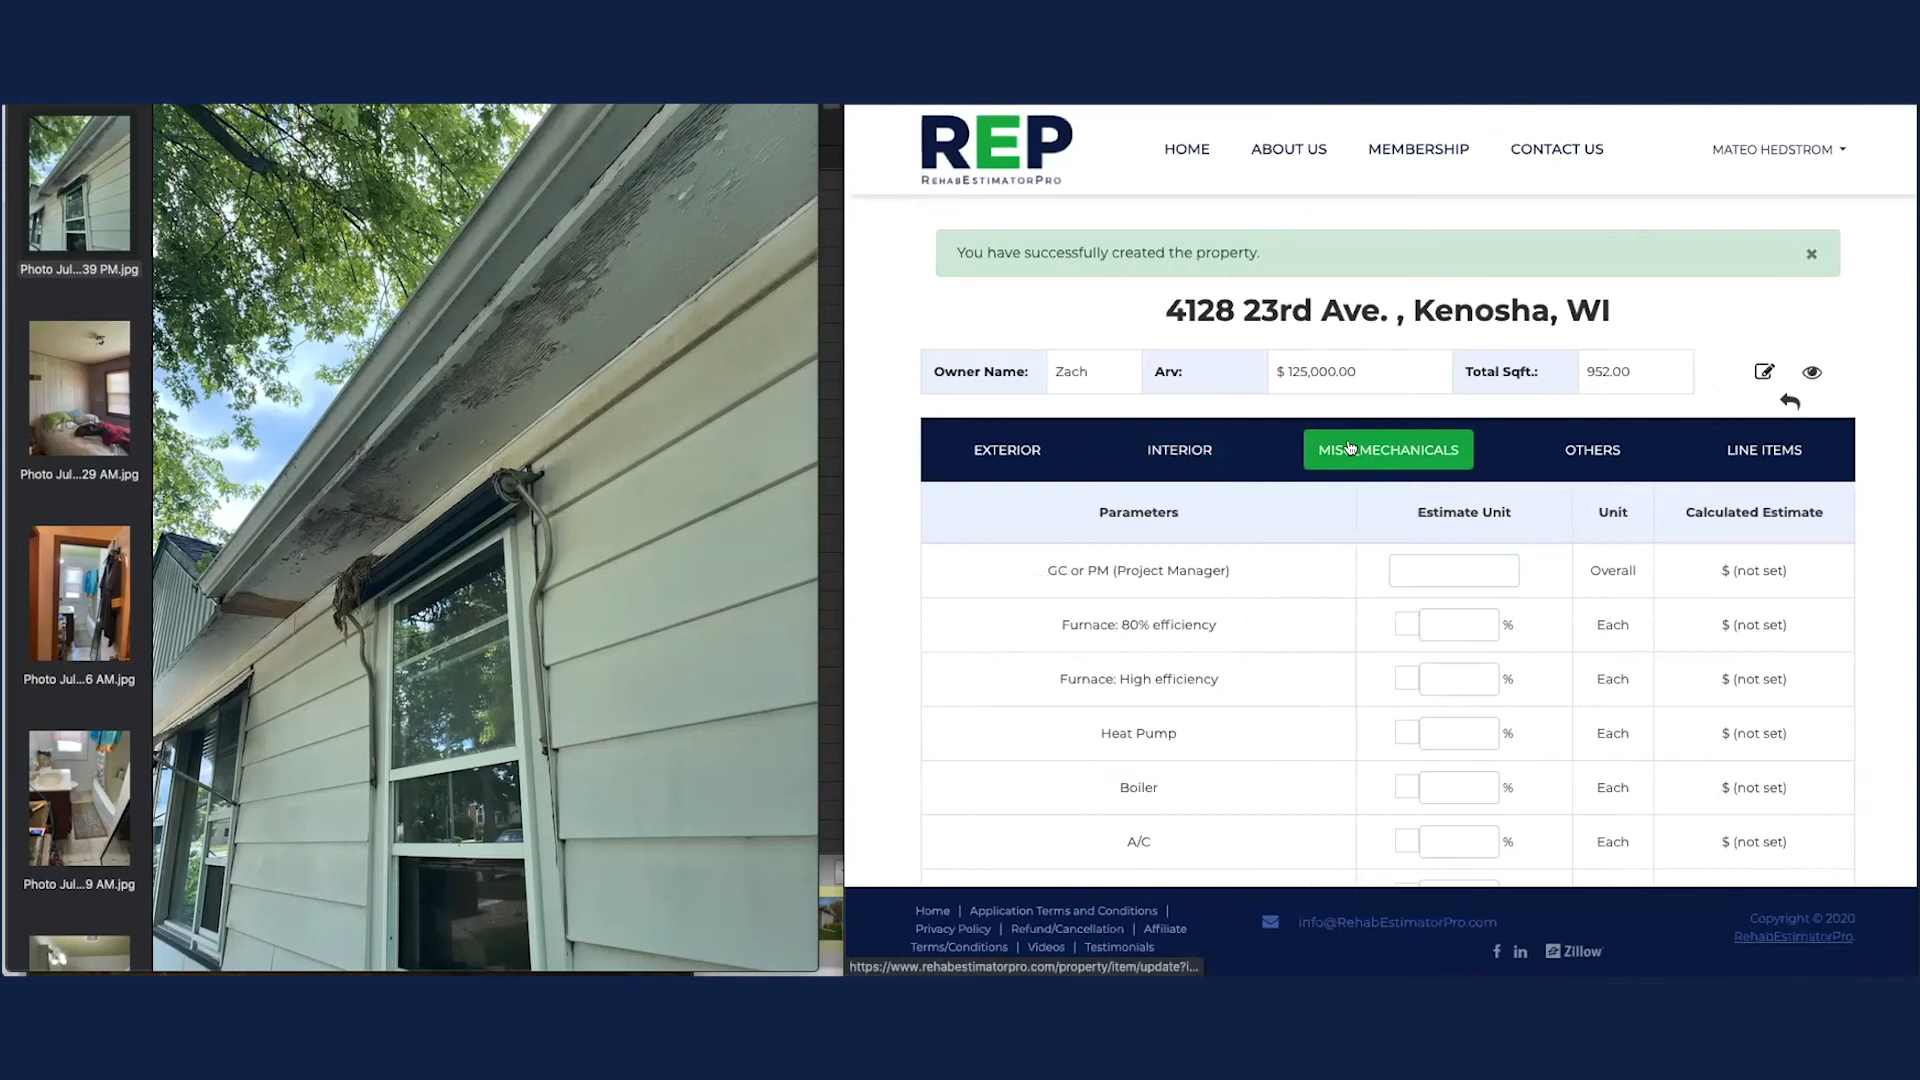 Photo Jul...39 PM.jpg
Photo Jul...29 AM.jpg
Photo Jul...6 AM.jpg
Photo Jul...9 AM.jpg
REP
REHABESTIMATORPRO
HOME
ABOUT US
MEMBERSHIP
CONTACT US
MATEO HEDSTROM
You have successfully created the property.
×
4128 23rd Ave. , Kenosha, WI
Owner Name: Zach Arv: $ 125,000.00 Total Sqft.: 952.00
EXTERIOR INTERIOR MISC MECHANICALS OTHERS LINE ITEMS
Parameters Estimate Unit Unit Calculated Estimate
GC or PM (Project Manager) Overall $ (not set)
Furnace: 80% efficiency % Each $ (not set)
Furnace: High efficiency % Each $ (not set)
Heat Pump % Each $ (not set)
Boiler % Each $ (not set)
A/C % Each $ (not set)
Home | Application Terms and Conditions |
Privacy Policy | Refund/Cancellation | Affiliate
Terms/Conditions | Videos | Testimonials
info@RehabEstimatorPro.com
f in Zillow
Copyright © 2020
RehabEstimatorPro.
https://www.rehabestimatorpro.com/property/item/update?i...